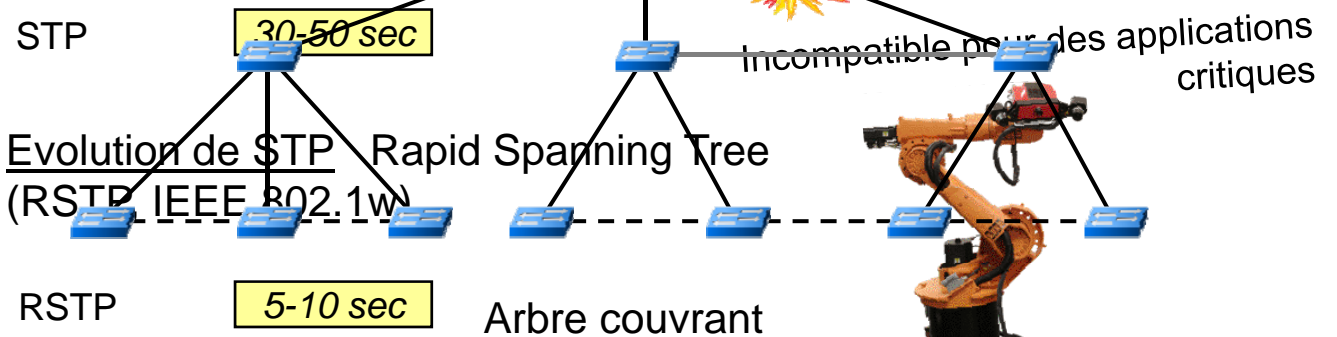 STP
30-50 sec
Incompatible pour des applications
critiques
Evolution de STP Rapid Spanning Tree
(RSTP IEEE 802.1w)
RSTP
5-10 sec
Arbre couvrant